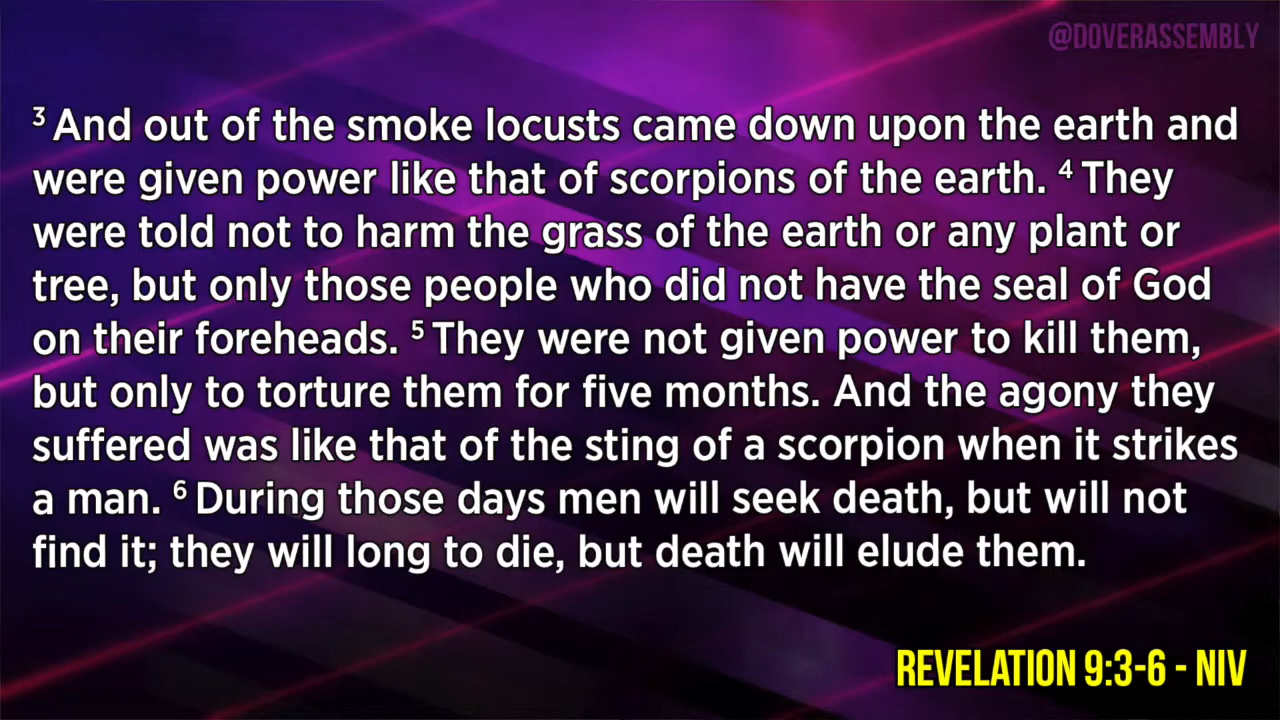 @DOVERASSEMBLY
³ And out of the smoke locusts came down upon the earth and
were given power like that of scorpions of the earth. ⁴ They
were told not to harm the grass of the earth or any plant or
tree, but only those people who did not have the seal of God
on their foreheads. ⁵ They were not given power to kill them,
but only to torture them for five months. And the agony they
suffered was like that of the sting of a scorpion when it strikes
a man. ⁶ During those days men will seek death, but will not
find it; they will long to die, but death will elude them.
REVELATION 9:3-6 - NIV